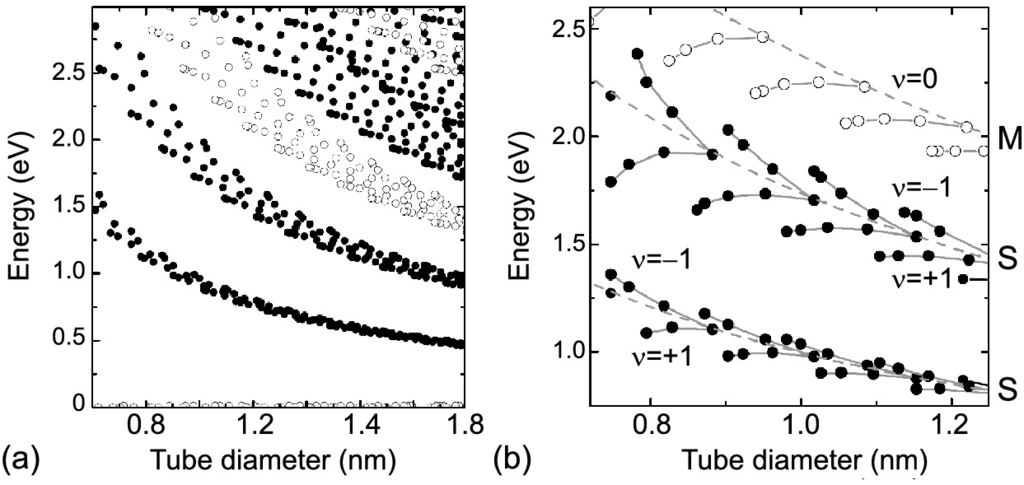 2.5
2.0
1.5
1.0
0.5
0
Energy (eV)
0.8
1.2
1.4
1.8
Tube diameter (nm)
(a)
2.5
2.0
1.5
1.0
Energy (eV)
ν=0
M
ν=−1
S
ν=−1
ν=+1
ν=+1
S
0.8
1.0
1.2
Tube diameter (nm)
(b)